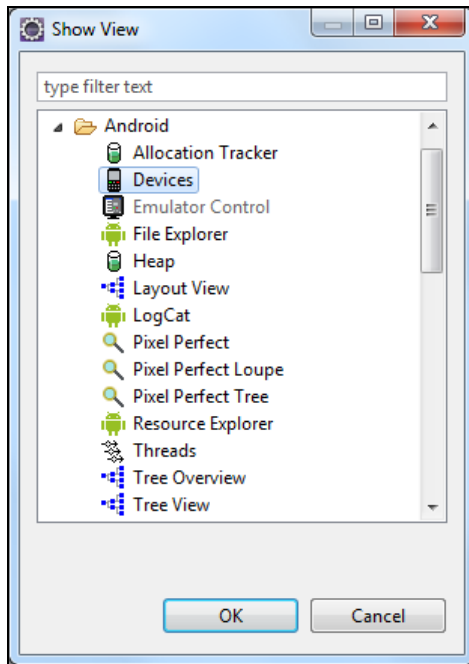 Show View
type filter text
Android
Allocation Tracker
Devices
Emulator Control
File Explorer
Heap
Layout View
LogCat
Pixel Perfect
Pixel Perfect Loupe
Pixel Perfect Tree
Resource Explorer
Threads
Tree Overview
Tree View
OK Cancel